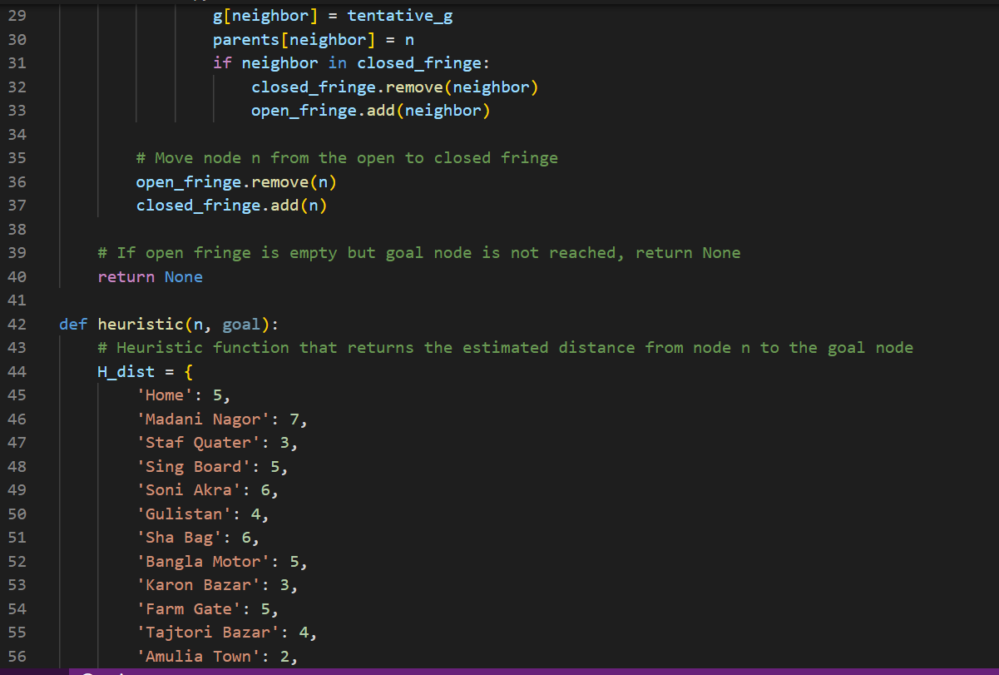 29 g[neighbor] = tentative_g
30 parents[neighbor] = n
31 if neighbor in closed_fringe:
32 closed_fringe.remove(neighbor)
33 open_fringe.add(neighbor)
34
35 # Move node n from the open to closed fringe
36 open_fringe.remove(n)
37 closed_fringe.add(n)
38
39 # If open fringe is empty but goal node is not reached, return None
40 return None
41
42 def heuristic(n, goal):
43 # Heuristic function that returns the estimated distance from node n to the goal node
44 H_dist = {
45 'Home': 5,
46 'Madani Nagor': 7,
47 'Staf Quater': 3,
48 'Sing Board': 5,
49 'Soni Akra': 6,
50 'Gulistan': 4,
51 'Sha Bag': 6,
52 'Bangla Motor': 5,
53 'Karon Bazar': 3,
54 'Farm Gate': 5,
55 'Tajtori Bazar': 4,
56 'Amulia Town': 2,